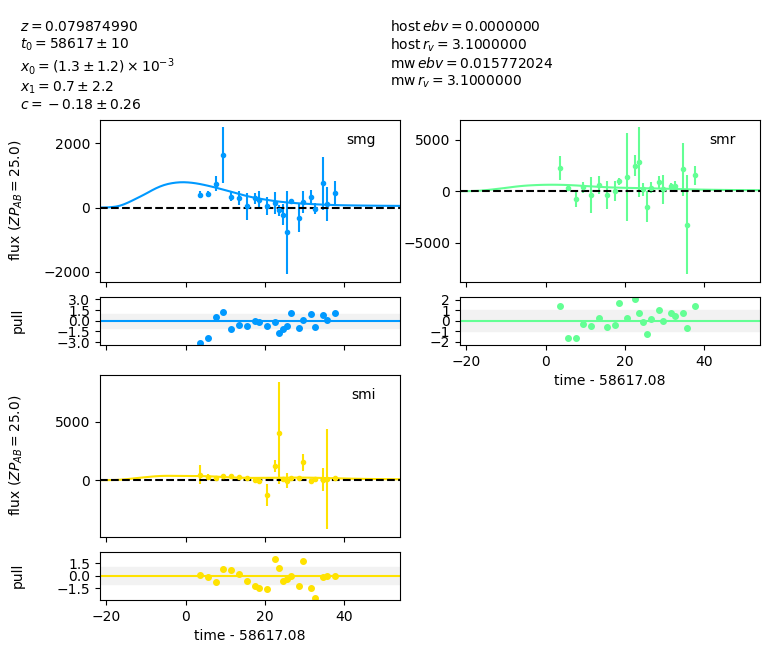 z = 0.079874990
t₀ = 58617 ± 10
x₀ = (1.3 ± 1.2) × 10⁻³
x₁ = 0.7 ± 2.2
c = −0.18 ± 0.26
host ebv = 0.0000000
host r_v = 3.1000000
mw ebv = 0.015772024
mw r_v = 3.1000000
smg
flux (ZP_AB = 25.0)
2000
0
−2000
smr
5000
0
−5000
pull
3.0
1.5
0.0
−1.5
−3.0
2
1
0
−1
−2
−20 0 20 40
time - 58617.08
smi
flux (ZP_AB = 25.0)
5000
0
pull
1.5
0.0
−1.5
−20 0 20 40
time - 58617.08